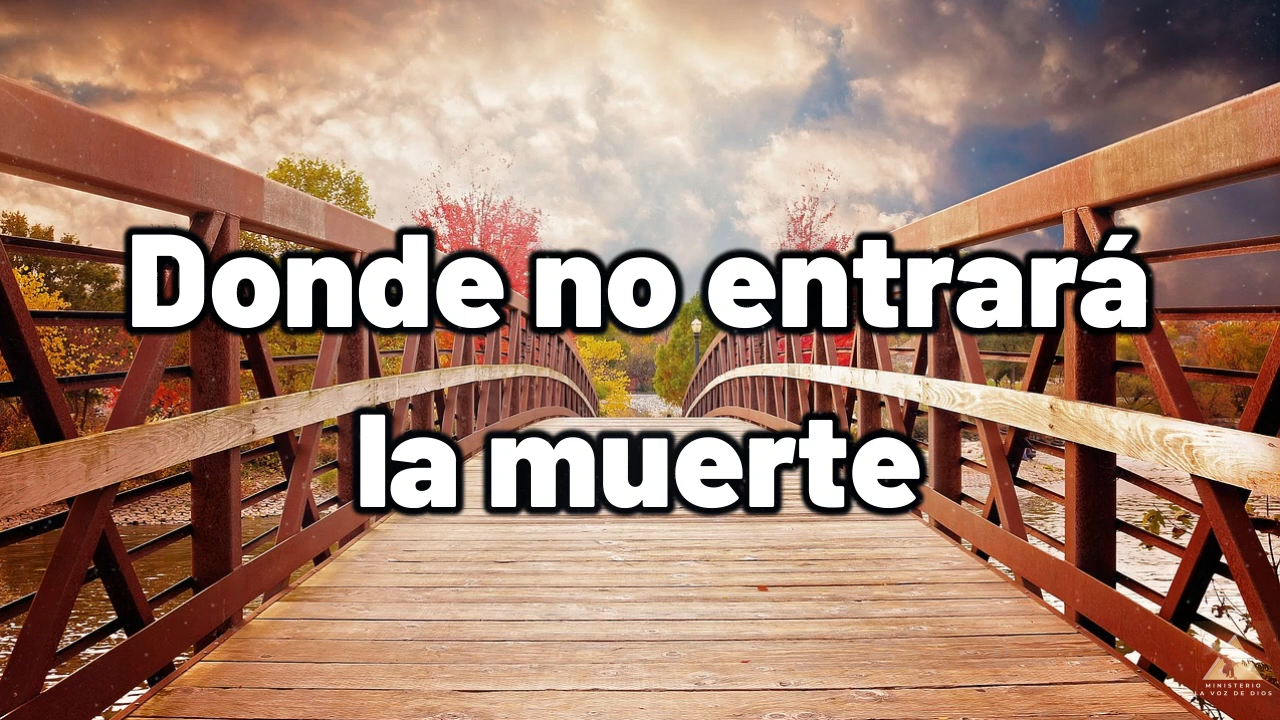 Donde no entrará
la muerte
MINISTERIO
LA VOZ DE DIOS